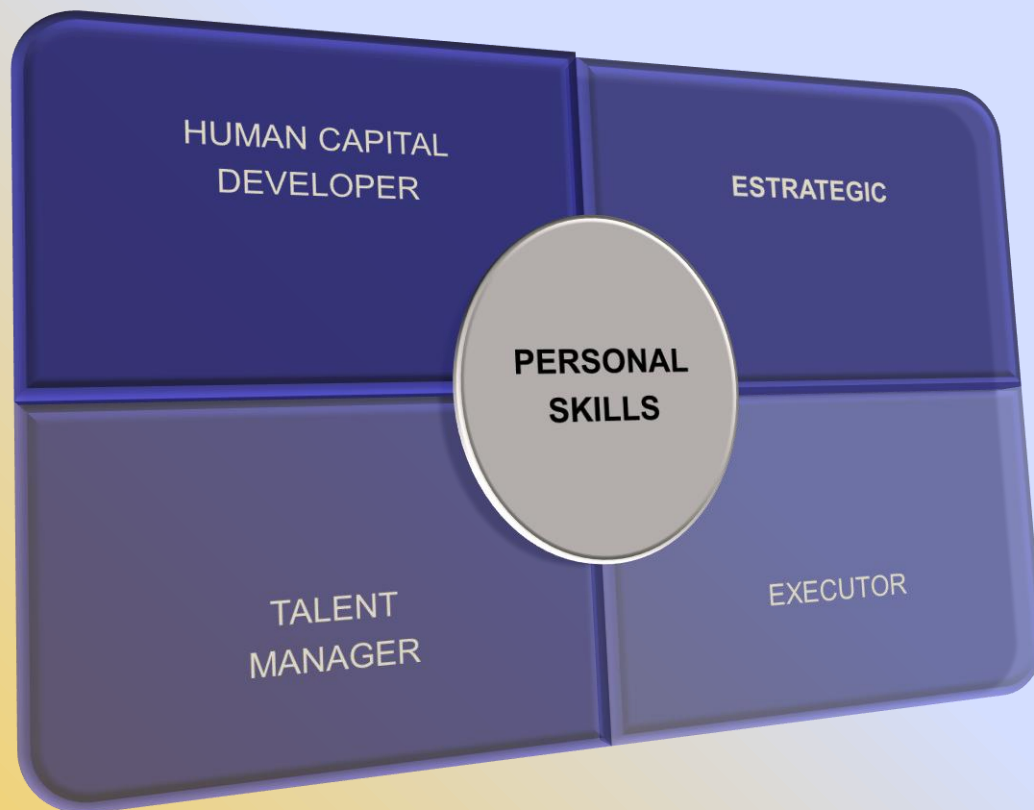 HUMAN CAPITAL
DEVELOPER
ESTRATEGIC
PERSONAL
SKILLS
TALENT
MANAGER
EXECUTOR